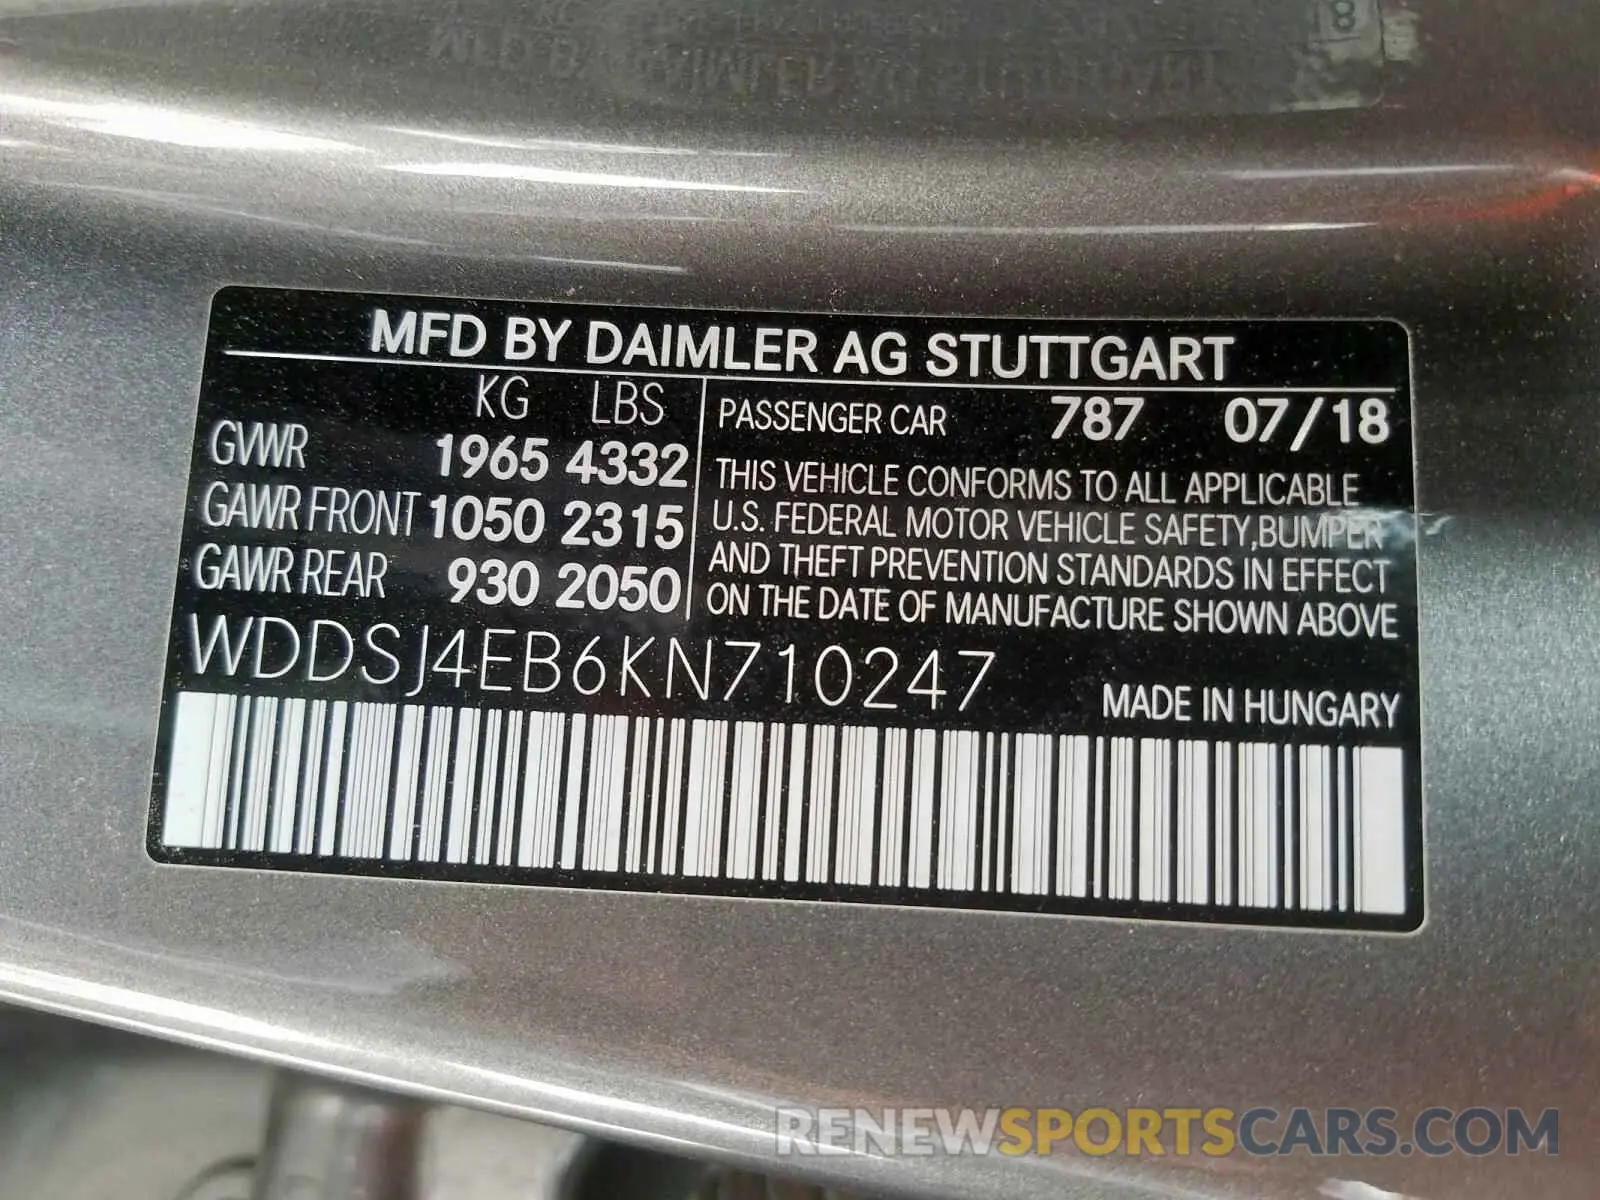 MFD BY DAIMLER AG STUTTGART
KG LBS
GVWR 1965 4332
GAWR FRONT 1050 2315
GAWR REAR 930 2050
PASSENGER CAR 787 07/18
THIS VEHICLE CONFORMS TO ALL APPLICABLE
U.S. FEDERAL MOTOR VEHICLE SAFETY,BUMPER
AND THEFT PREVENTION STANDARDS IN EFFECT
ON THE DATE OF MANUFACTURE SHOWN ABOVE
WDDSJ4EB6KN710247
MADE IN HUNGARY
RENEWSPORTSCARS.COM